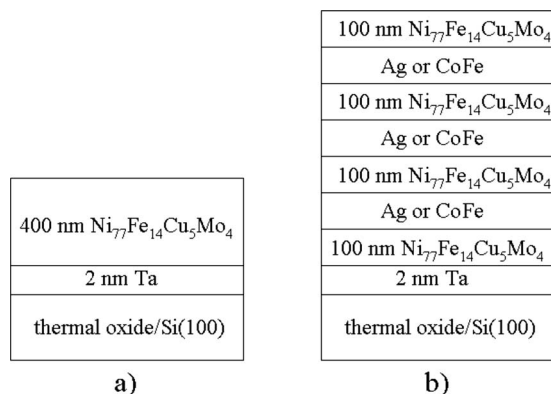 400 nm Ni₇₇Fe₁₄Cu₅Mo₄
2 nm Ta
thermal oxide/Si(100)
a)
100 nm Ni₇₇Fe₁₄Cu₅Mo₄
Ag or CoFe
100 nm Ni₇₇Fe₁₄Cu₅Mo₄
Ag or CoFe
100 nm Ni₇₇Fe₁₄Cu₅Mo₄
Ag or CoFe
100 nm Ni₇₇Fe₁₄Cu₅Mo₄
2 nm Ta
thermal oxide/Si(100)
b)